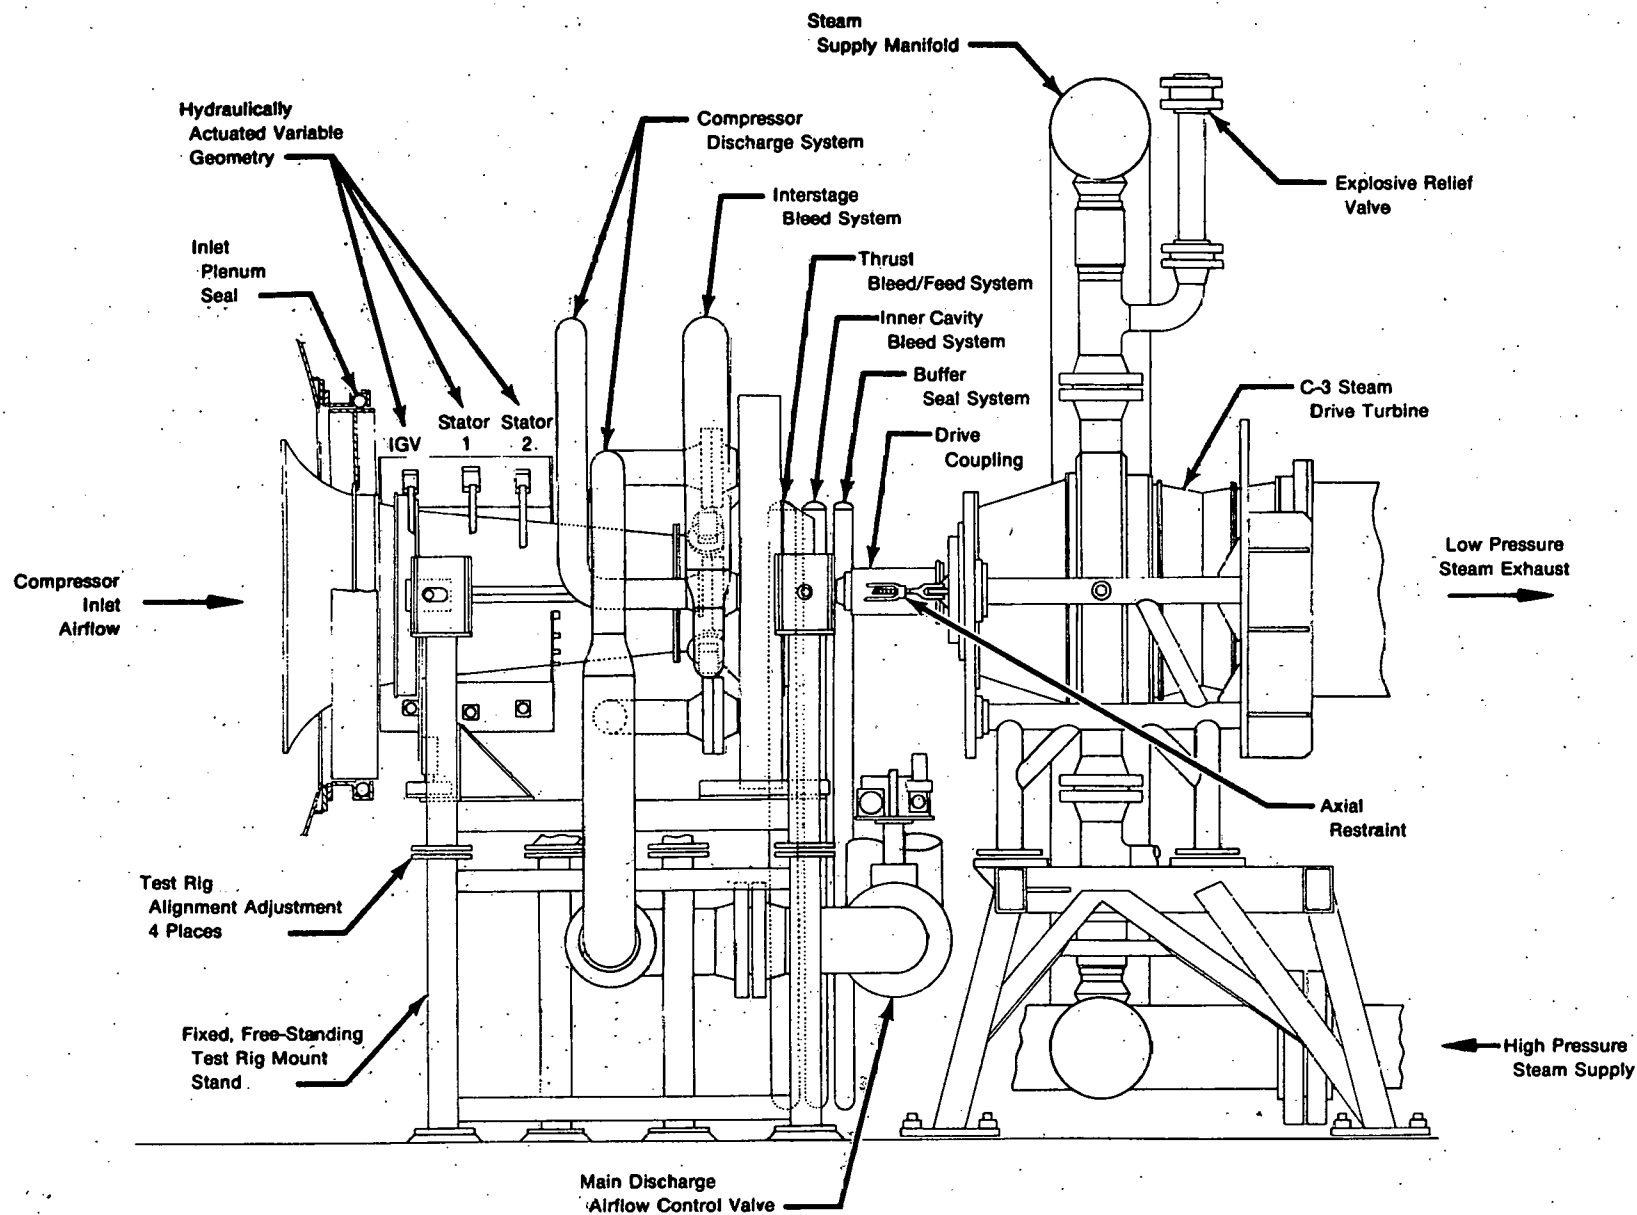 Steam
Supply Manifold
Hydraulically
Actuated Variable
Geometry
Compressor
Discharge System
Explosive Relief
Valve
Interstage
Bleed System
Inlet
Plenum
Seal
Thrust
Bleed/Feed System
Inner Cavity
Bleed System
Buffer
Seal System
C-3 Steam
Drive Turbine
IGV
Stator
1
Stator
2
Drive
Coupling
Compressor
Inlet
Airflow
Low Pressure
Steam Exhaust
Axial
Restraint
Test Rig
Alignment Adjustment
4 Places
Fixed, Free-Standing
Test Rig Mount
Stand
High Pressure
Steam Supply
Main Discharge
Airflow Control Valve